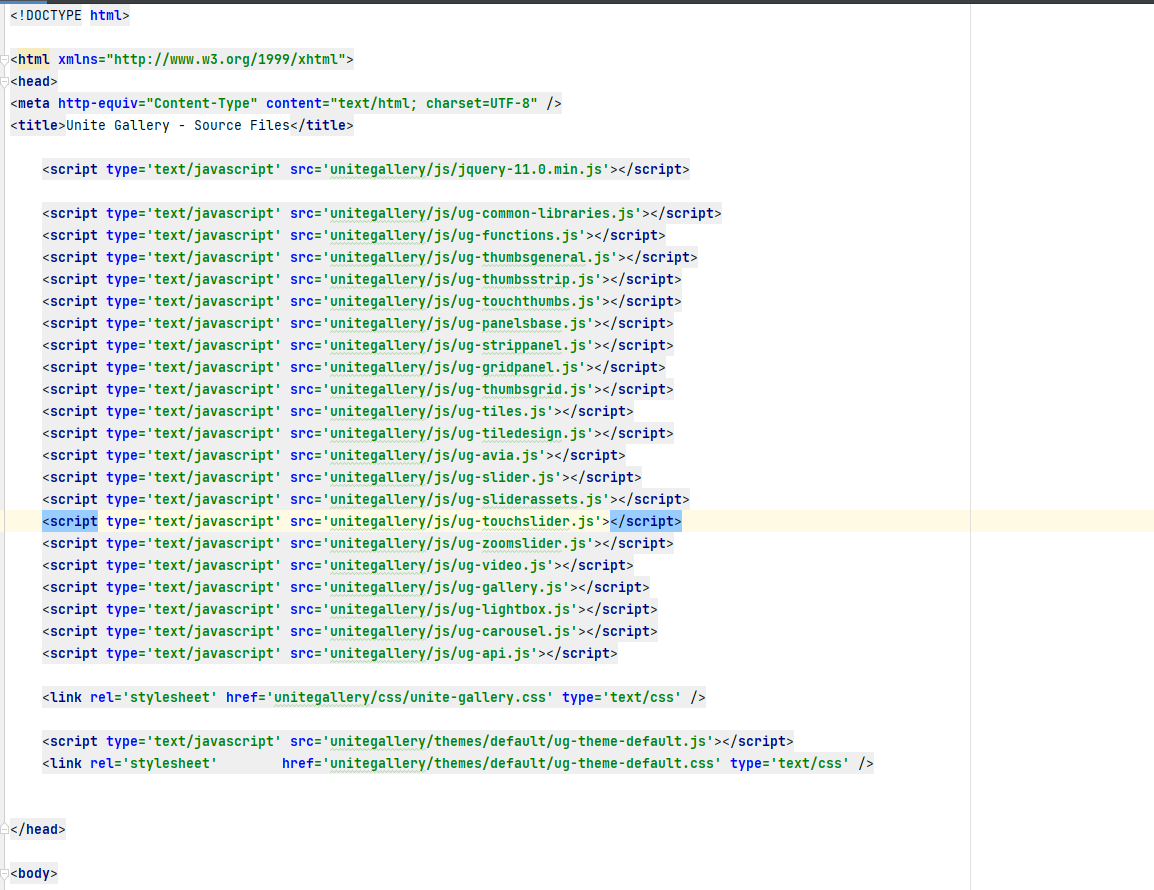 <!DOCTYPE html>
<html xmlns="http://www.w3.org/1999/xhtml">
<head>
<meta http-equiv="Content-Type" content="text/html; charset=UTF-8" />
<title>Unite Gallery - Source Files</title>
<script type='text/javascript' src='unitegallery/js/jquery-11.0.min.js'></script>
<script type='text/javascript' src='unitegallery/js/ug-common-libraries.js'></script>
<script type='text/javascript' src='unitegallery/js/ug-functions.js'></script>
<script type='text/javascript' src='unitegallery/js/ug-thumbsgeneral.js'></script>
<script type='text/javascript' src='unitegallery/js/ug-thumbsstrip.js'></script>
<script type='text/javascript' src='unitegallery/js/ug-touchthumbs.js'></script>
<script type='text/javascript' src='unitegallery/js/ug-panelsbase.js'></script>
<script type='text/javascript' src='unitegallery/js/ug-strippanel.js'></script>
<script type='text/javascript' src='unitegallery/js/ug-gridpanel.js'></script>
<script type='text/javascript' src='unitegallery/js/ug-thumbsgrid.js'></script>
<script type='text/javascript' src='unitegallery/js/ug-tiles.js'></script>
<script type='text/javascript' src='unitegallery/js/ug-tiledesign.js'></script>
<script type='text/javascript' src='unitegallery/js/ug-avia.js'></script>
<script type='text/javascript' src='unitegallery/js/ug-slider.js'></script>
<script type='text/javascript' src='unitegallery/js/ug-sliderassets.js'></script>
<script type='text/javascript' src='unitegallery/js/ug-touchslider.js'></script>
<script type='text/javascript' src='unitegallery/js/ug-zoomslider.js'></script>
<script type='text/javascript' src='unitegallery/js/ug-video.js'></script>
<script type='text/javascript' src='unitegallery/js/ug-gallery.js'></script>
<script type='text/javascript' src='unitegallery/js/ug-lightbox.js'></script>
<script type='text/javascript' src='unitegallery/js/ug-carousel.js'></script>
<script type='text/javascript' src='unitegallery/js/ug-api.js'></script>
<link rel='stylesheet' href='unitegallery/css/unite-gallery.css' type='text/css' />
<script type='text/javascript' src='unitegallery/themes/default/ug-theme-default.js'></script>
<link rel='stylesheet'        href='unitegallery/themes/default/ug-theme-default.css' type='text/css' />
</head>
<body>